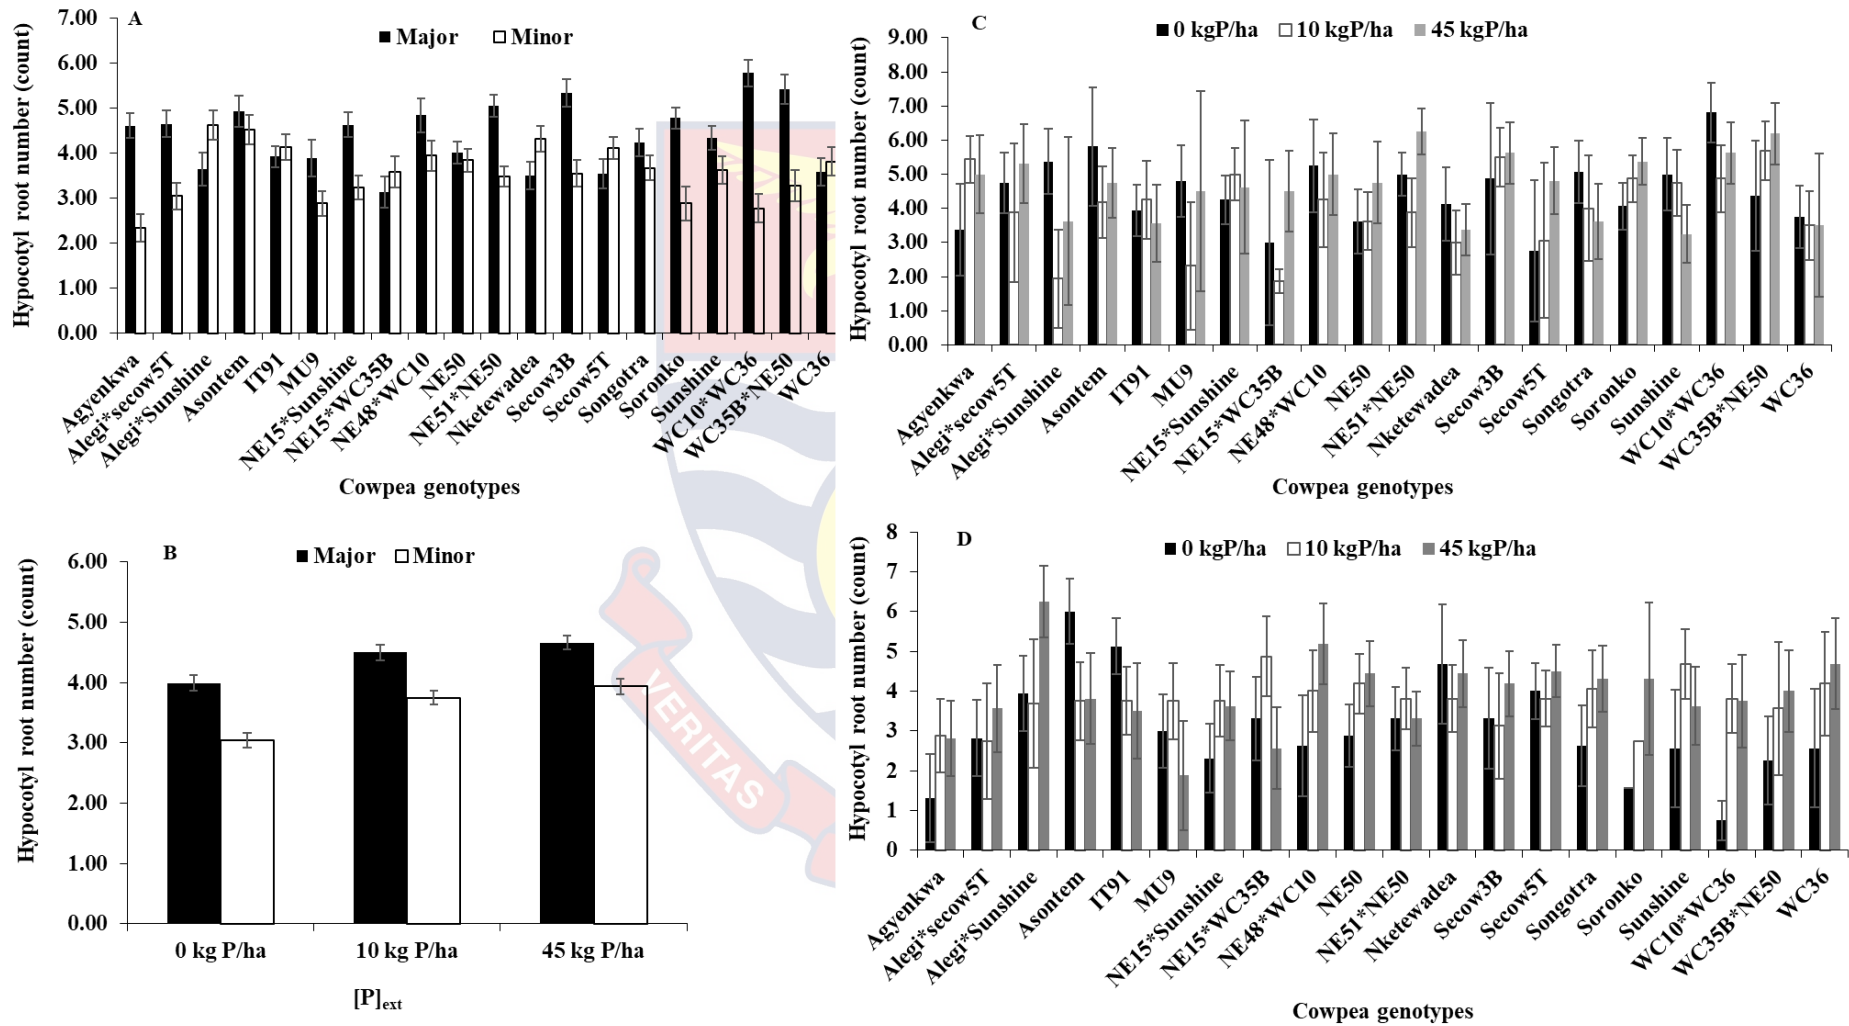 A
Major Minor
Hypocotyl root number (count)
7.00
6.00
5.00
4.00
3.00
2.00
1.00
0.00
Agyenkwa
Alegi*secow5T
Alegi*Sunshine
Asontem
IT91
MU9
NE15*Sunshine
NE15*WC35B
NE48*WC10
NE50
NE51*NE50
Nketewadea
Secow3B
Secow5T
Songotra
Soronko
Sunshine
WC10*WC36
WC35B*NE50
WC36
Cowpea genotypes
B
Major Minor
Hypocotyl root number (count)
6.00
5.00
4.00
3.00
2.00
1.00
0.00
0 kg P/ha 10 kg P/ha 45 kg P/ha
[P]ext
VERITAS
C
0 kgP/ha 10 kgP/ha 45 kgP/ha
Hypocotyl root number (count)
9.00
8.00
7.00
6.00
5.00
4.00
3.00
2.00
1.00
0.00
Agyenkwa
Alegi*secow5T
Alegi*Sunshine
Asontem
IT91
MU9
NE15*Sunshine
NE15*WC35B
NE48*WC10
NE50
NE51*NE50
Nketewadea
Secow3B
Secow5T
Songotra
Soronko
Sunshine
WC10*WC36
WC35B*NE50
WC36
Cowpea genotypes
D
0 kgP/ha 10 kgP/ha 45 kgP/ha
Hypocotyl root number (count)
8
7
6
5
4
3
2
1
0
Agyenkwa
Alegi*secow5T
Alegi*Sunshine
Asontem
IT91
MU9
NE15*Sunshine
NE15*WC35B
NE48*WC10
NE50
NE51*NE50
Nketewadea
Secow3B
Secow5T
Songotra
Soronko
Sunshine
WC10*WC36
WC35B*NE50
WC36
Cowpea genotypes